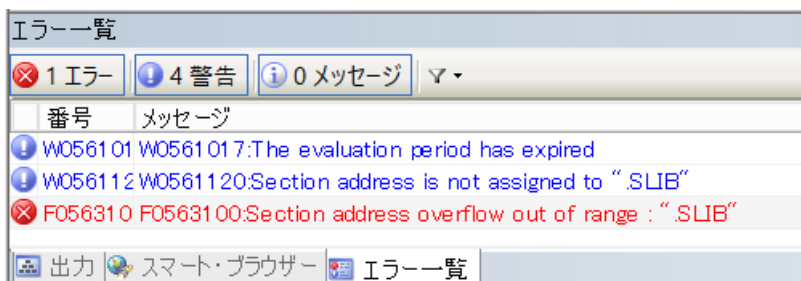 エラー一覧
1 エラー 4 警告 0 メッセージ
番号 メッセージ
W056101 W0561017:The evaluation period has expired
W056112 W0561120:Section address is not assigned to ".SLIB"
F056310 F0563100:Section address overflow out of range : ".SLIB"
出力 スマート・ブラウザー エラー一覧